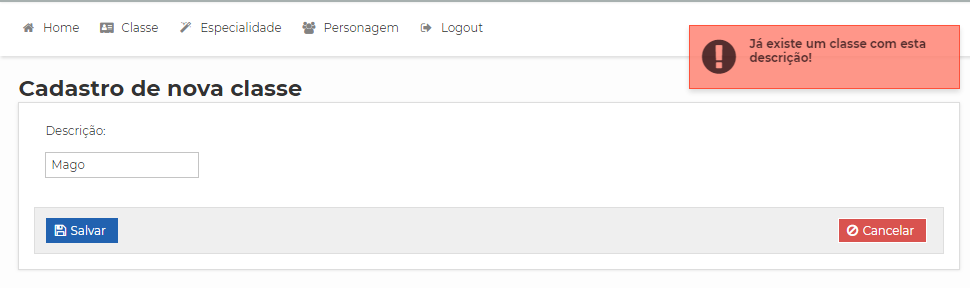 Home Classe Especialidade Personagem Logout
Já existe um classe com esta
descrição!
Cadastro de nova classe
Descrição:
Mago
Salvar Cancelar